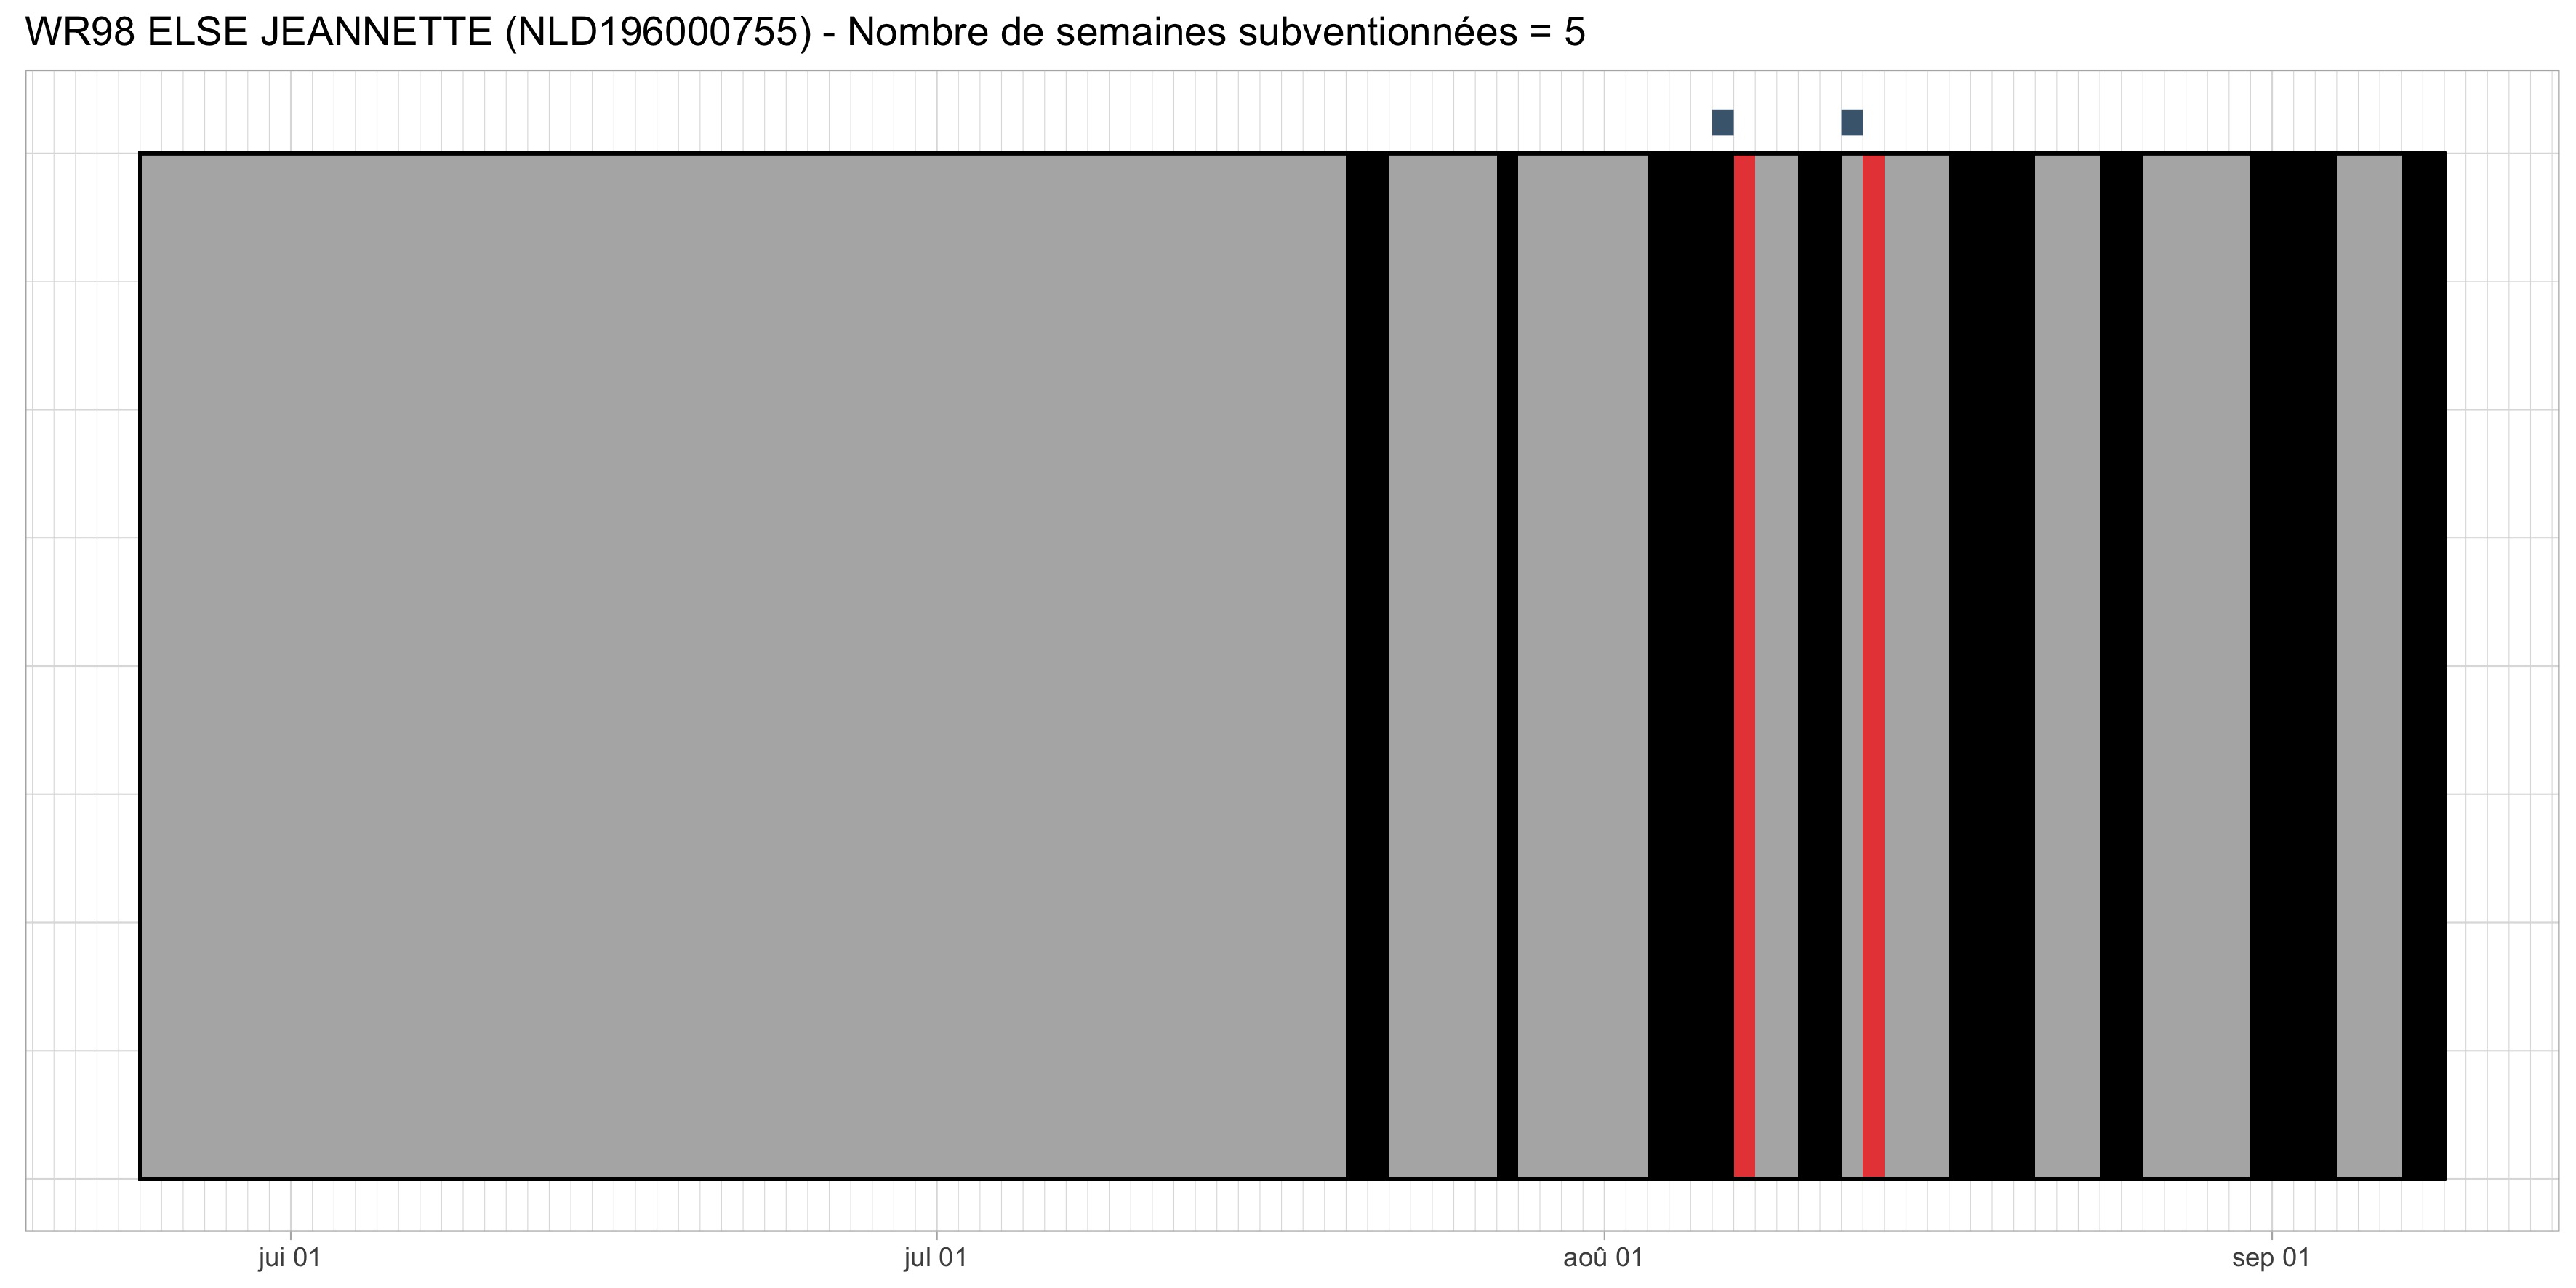 WR98 ELSE JEANNETTE (NLD196000755) - Nombre de semaines subventionnées = 5
jui 01 jul 01 aoû 01 sep 01